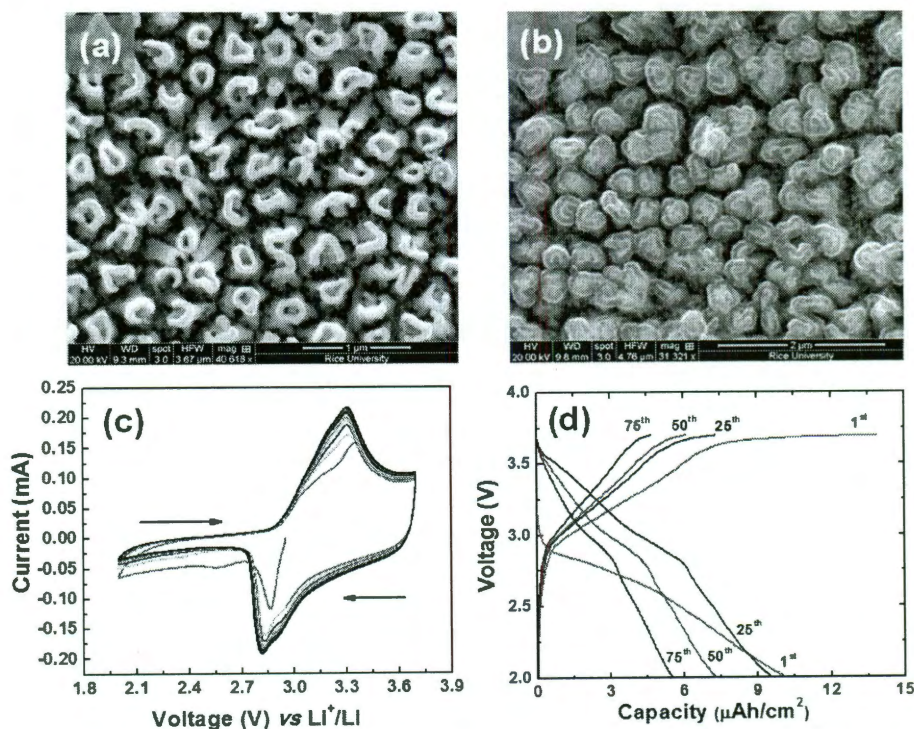 (a)
HV WD spot HFW mag ⊞ 1 µm
20.00 kV 9.3 mm 3.0 3.67 µm 40 618 x Rice University
(b)
HV WD spot HFW mag ⊞ 2 µm
20.00 kV 9.6 mm 3.0 4.76 µm 31 321 x Rice University
(c)
0.25
0.20
0.15
0.10
0.05
0.00
-0.05
-0.10
-0.15
-0.20
Current (mA)
1.8 2.1 2.4 2.7 3.0 3.3 3.6 3.9
Voltage (V) vs Li+/Li
(d)
4.0
3.5
3.0
2.5
2.0
Voltage (V)
75th 50th 25th 1st
25th
75th 50th 1st
0 3 6 9 12 15
Capacity (µAh/cm2)